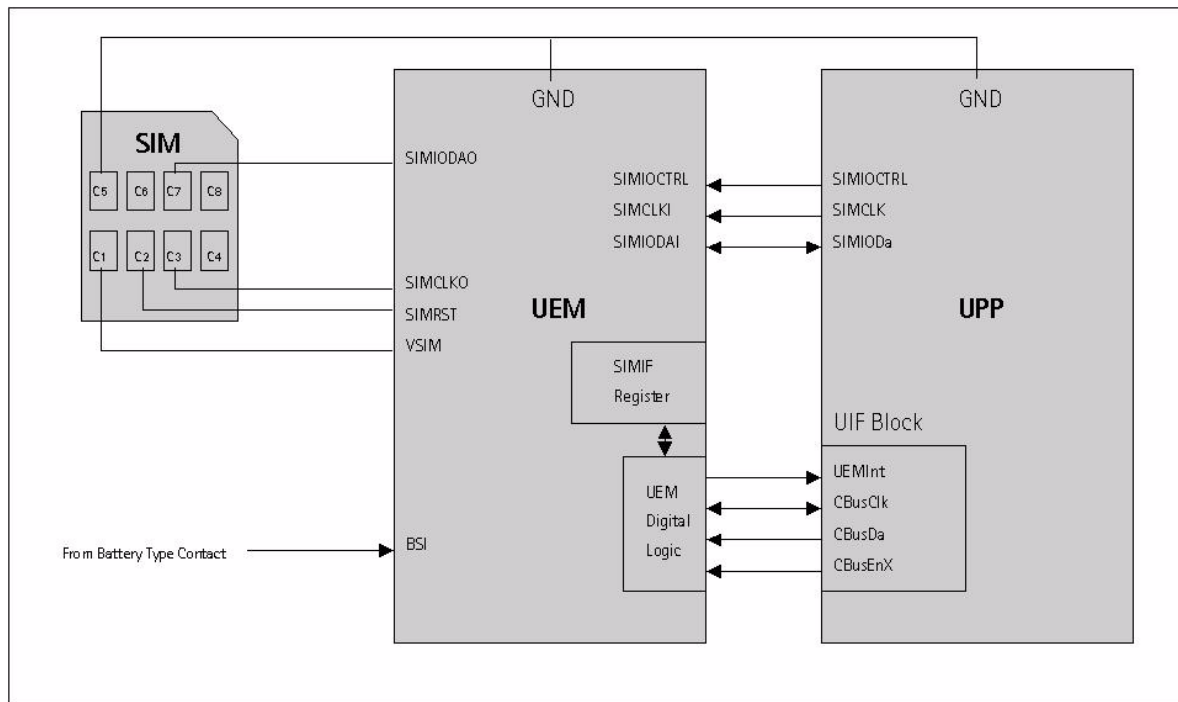 GND
GND
SIM
SIMIODAO
C5 C6 C7 C8
SIMIOCTRL
SIMIOCTRL
SIMCLKI
SIMCLK
SIMIODAI
SIMIODa
C1 C2 C3 C4
SIMCLKO
SIMRST
UEM
UPP
VSIM
SIMIF
Register
UIF Block
UEM
Digital
Logic
UEMInt
CBusClk
CBusDa
CBusEnX
From Battery Type Contact
BSI